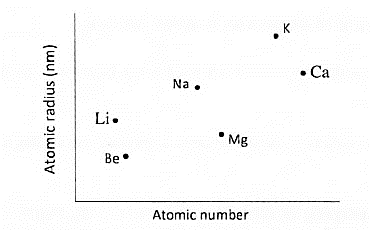 K
Ca
Na
Li
Mg
Be
Atomic radius (nm)
Atomic number